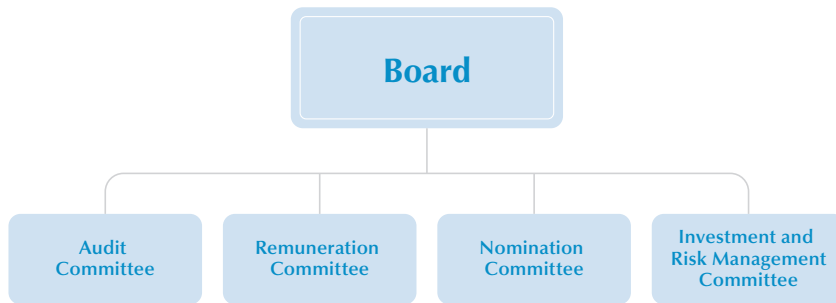 Board
Audit
Committee
Remuneration
Committee
Nomination
Committee
Investment and
Risk Management
Committee